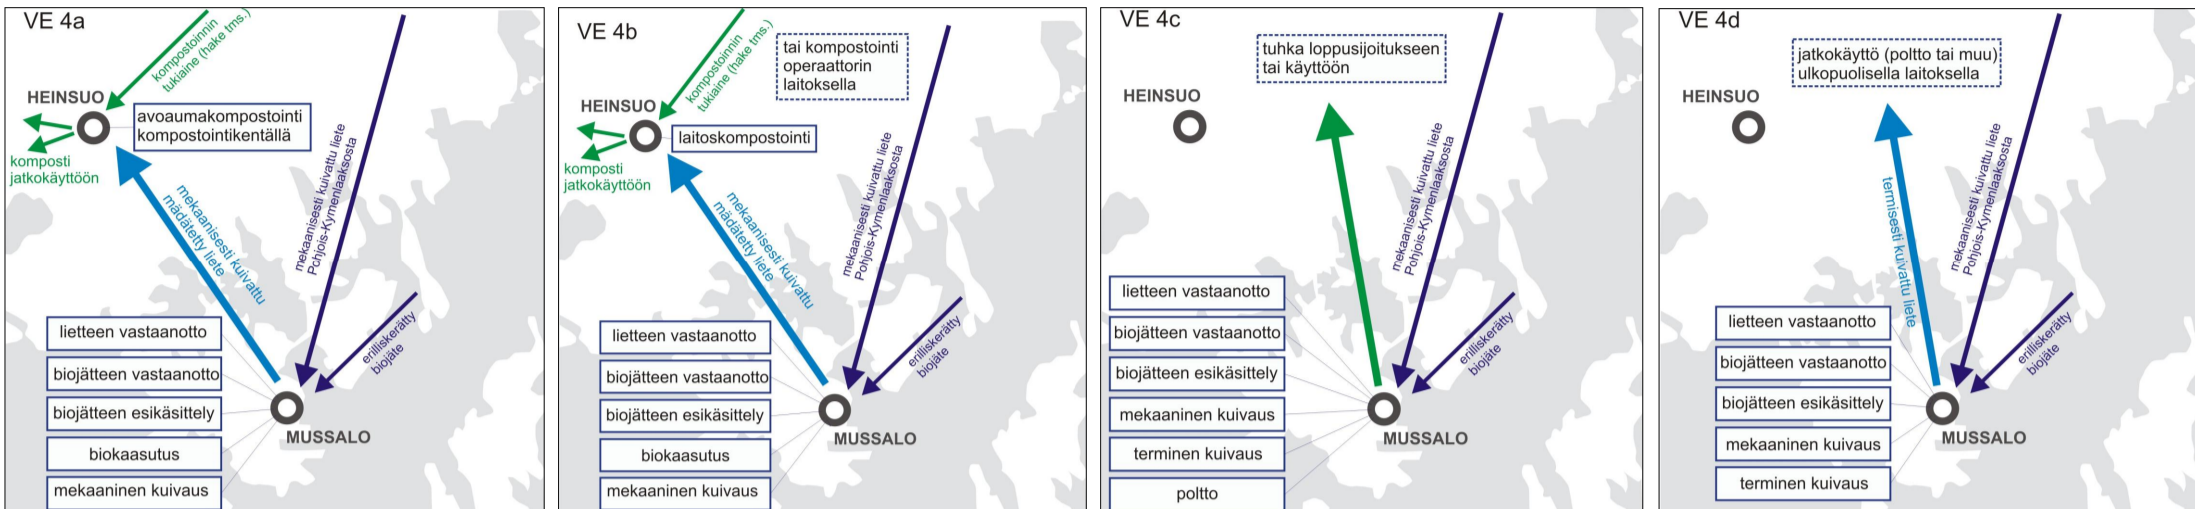 VE 4a
kompostoinnin
tukiaine (hake tms.)
HEINSUO
avoaumakompostointi
kompostointikentällä
komposti
jatkokäyttöön
mekaanisesti kuivattu
mädätetty liete
mekaanisesti kuivattu liete
Pohjois-Kymenlaaksosta
erilliskerätty
biojäte
lietteen vastaanotto
biojätteen vastaanotto
biojätteen esikäsittely
biokaasutus
mekaaninen kuivaus
MUSSALO
VE 4b
kompostoinnin
tukiaine (hake tms.)
tai kompostointi
operaattorin
laitoksella
HEINSUO
laitoskompostointi
komposti
jatkokäyttöön
mekaanisesti kuivattu
mädätetty liete
mekaanisesti kuivattu liete
Pohjois-Kymenlaaksosta
erilliskerätty
biojäte
lietteen vastaanotto
biojätteen vastaanotto
biojätteen esikäsittely
biokaasutus
mekaaninen kuivaus
MUSSALO
VE 4c
tuhka loppusijoitukseen
tai käyttöön
HEINSUO
mekaanisesti kuivattu liete
Pohjois-Kymenlaaksosta
erilliskerätty
biojäte
lietteen vastaanotto
biojätteen vastaanotto
biojätteen esikäsittely
mekaaninen kuivaus
terminen kuivaus
poltto
MUSSALO
VE 4d
jatkokäyttö (poltto tai muu)
ulkopuolisella laitoksella
HEINSUO
termisesti kuivattu liete
mekaanisesti kuivattu liete
Pohjois-Kymenlaaksosta
erilliskerätty
biojäte
lietteen vastaanotto
biojätteen vastaanotto
biojätteen esikäsittely
mekaaninen kuivaus
terminen kuivaus
MUSSALO